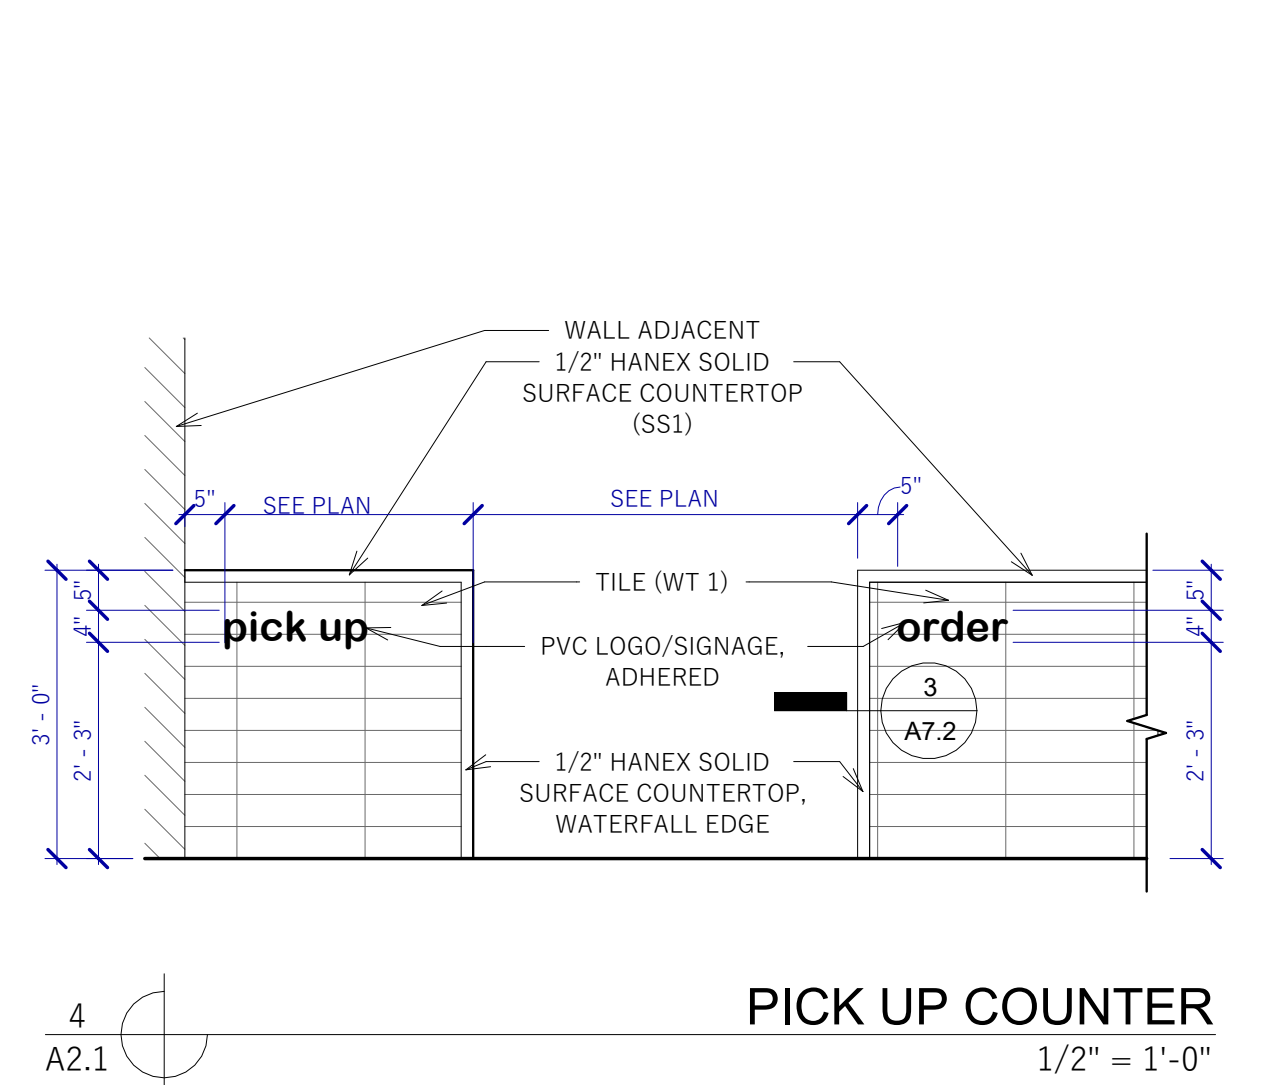 WALL ADJACENT
1/2" HANEX SOLID
SURFACE COUNTERTOP
(SS1)
5"
SEE PLAN
SEE PLAN
5"
TILE (WT 1)
5"
5"
pick up
order
4"
4"
PVC LOGO/SIGNAGE,
ADHERED
3
A7.2
3' - 0"
2' - 3"
2' - 3"
1/2" HANEX SOLID
SURFACE COUNTERTOP,
WATERFALL EDGE
4
A2.1
PICK UP COUNTER
1/2" = 1'-0"